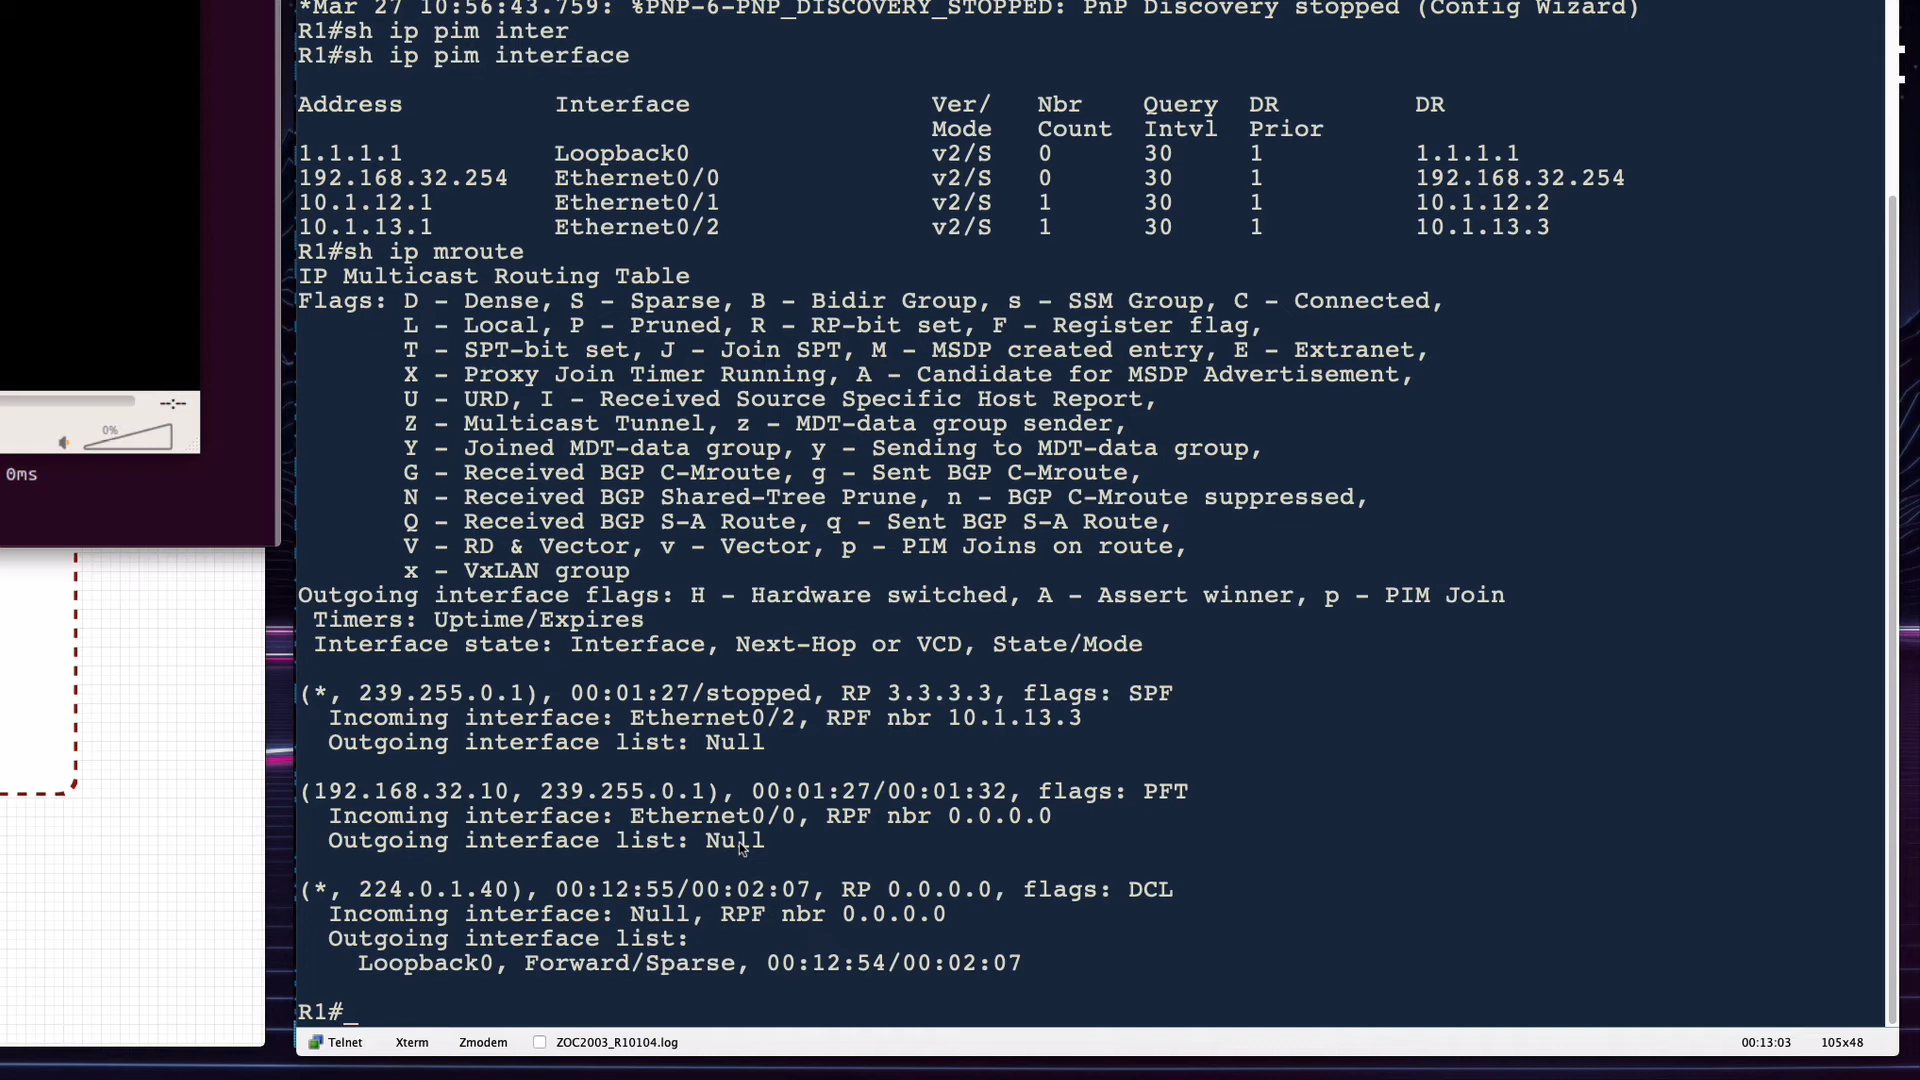 *Mar 27 10:56:43.759: %PNP-6-PNP_DISCOVERY_STOPPED: PnP Discovery stopped (Config Wizard)
R1#sh ip pim inter
R1#sh ip pim interface
Address Interface Ver/ Nbr Query DR DR
Mode Count Intvl Prior
1.1.1.1 Loopback0 v2/S 0 30 1 1.1.1.1
192.168.32.254 Ethernet0/0 v2/S 0 30 1 192.168.32.254
10.1.12.1 Ethernet0/1 v2/S 1 30 1 10.1.12.2
10.1.13.1 Ethernet0/2 v2/S 1 30 1 10.1.13.3
R1#sh ip mroute
IP Multicast Routing Table
Flags: D - Dense, S - Sparse, B - Bidir Group, s - SSM Group, C - Connected,
L - Local, P - Pruned, R - RP-bit set, F - Register flag,
T - SPT-bit set, J - Join SPT, M - MSDP created entry, E - Extranet,
X - Proxy Join Timer Running, A - Candidate for MSDP Advertisement,
U - URD, I - Received Source Specific Host Report,
Z - Multicast Tunnel, z - MDT-data group sender,
Y - Joined MDT-data group, y - Sending to MDT-data group,
G - Received BGP C-Mroute, g - Sent BGP C-Mroute,
N - Received BGP Shared-Tree Prune, n - BGP C-Mroute suppressed,
Q - Received BGP S-A Route, q - Sent BGP S-A Route,
V - RD & Vector, v - Vector, p - PIM Joins on route,
x - VxLAN group
Outgoing interface flags: H - Hardware switched, A - Assert winner, p - PIM Join
Timers: Uptime/Expires
Interface state: Interface, Next-Hop or VCD, State/Mode
(*, 239.255.0.1), 00:01:27/stopped, RP 3.3.3.3, flags: SPF
Incoming interface: Ethernet0/2, RPF nbr 10.1.13.3
Outgoing interface list: Null
(192.168.32.10, 239.255.0.1), 00:01:27/00:01:32, flags: PFT
Incoming interface: Ethernet0/0, RPF nbr 0.0.0.0
Outgoing interface list: Null
(*, 224.0.1.40), 00:12:55/00:02:07, RP 0.0.0.0, flags: DCL
Incoming interface: Null, RPF nbr 0.0.0.0
Outgoing interface list:
Loopback0, Forward/Sparse, 00:12:54/00:02:07
R1#_
Telnet Xterm Zmodem ZOC2003_R10104.log 00:13:03 105x48
--:--
0%
0ms